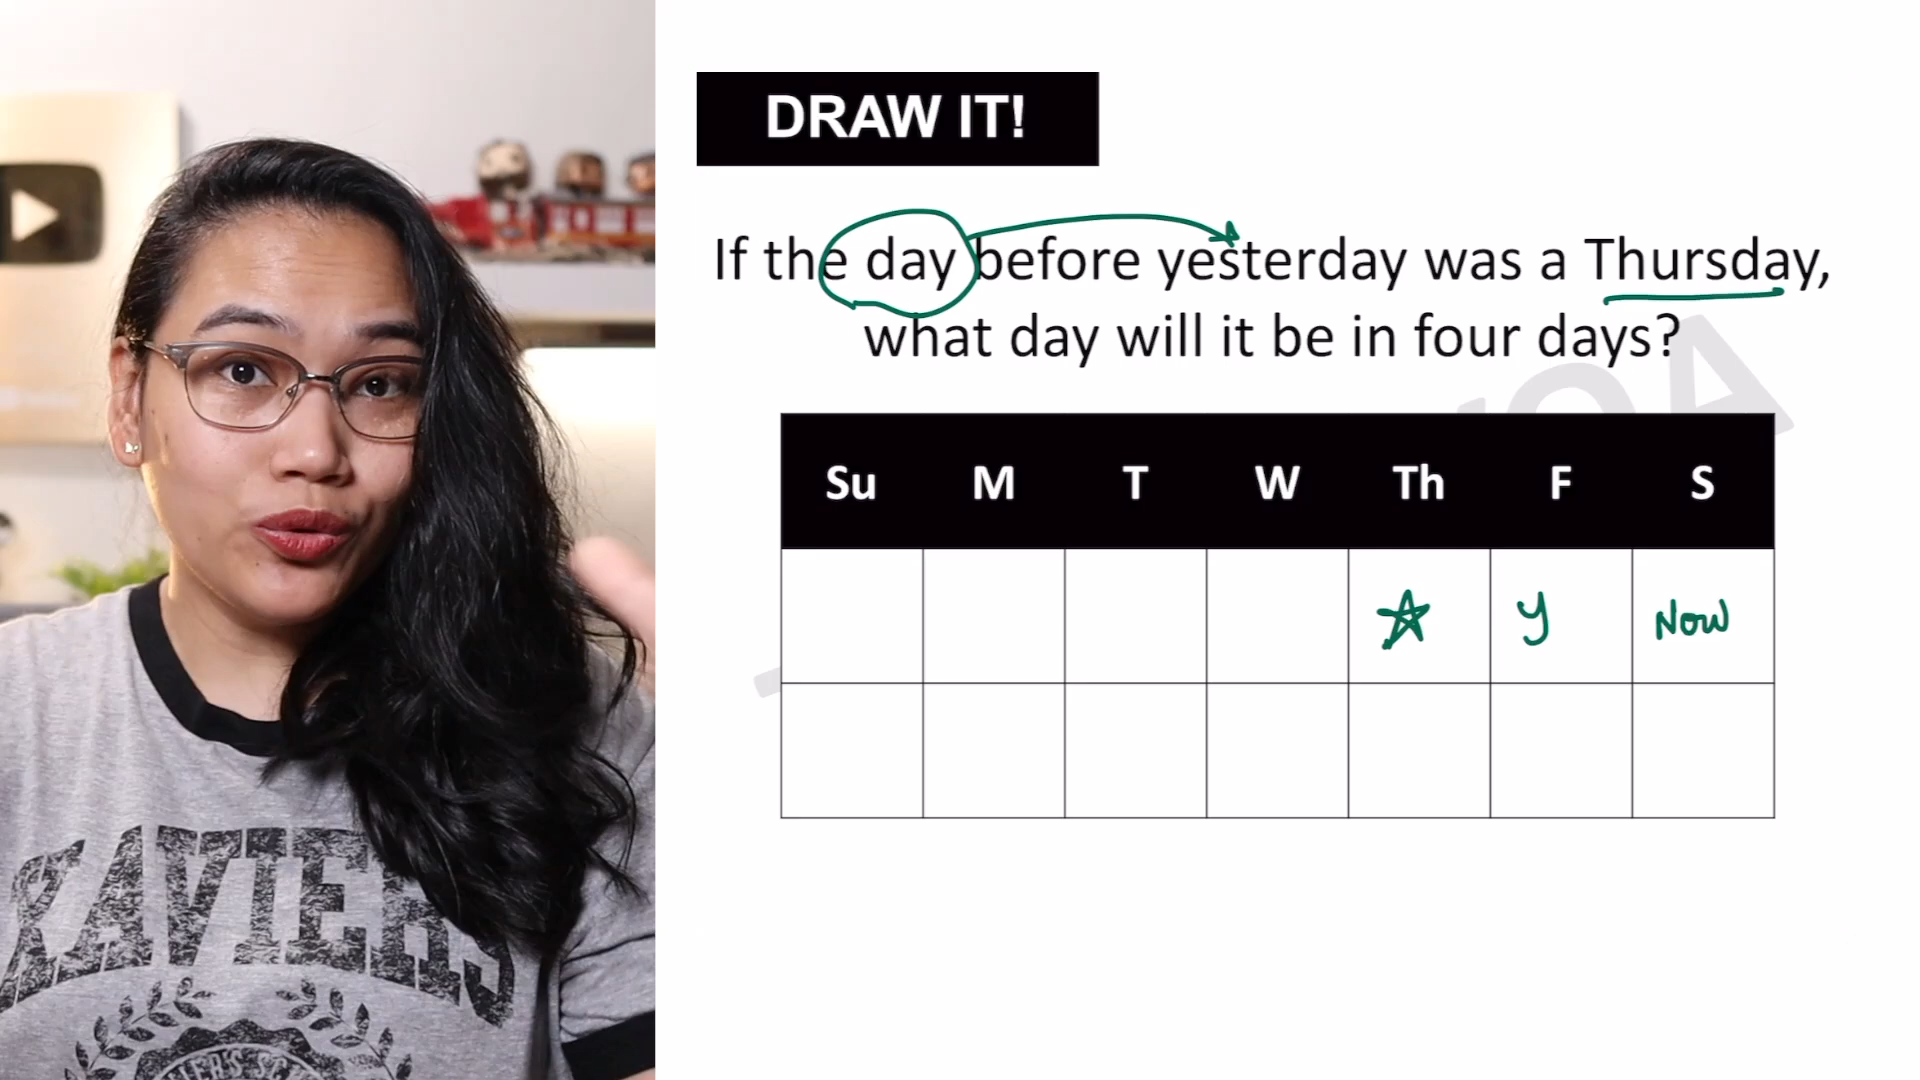 DRAW IT!
If the day before yesterday was a Thursday,
what day will it be in four days?
Su M T W Th F S
y Now
XAVIER'S